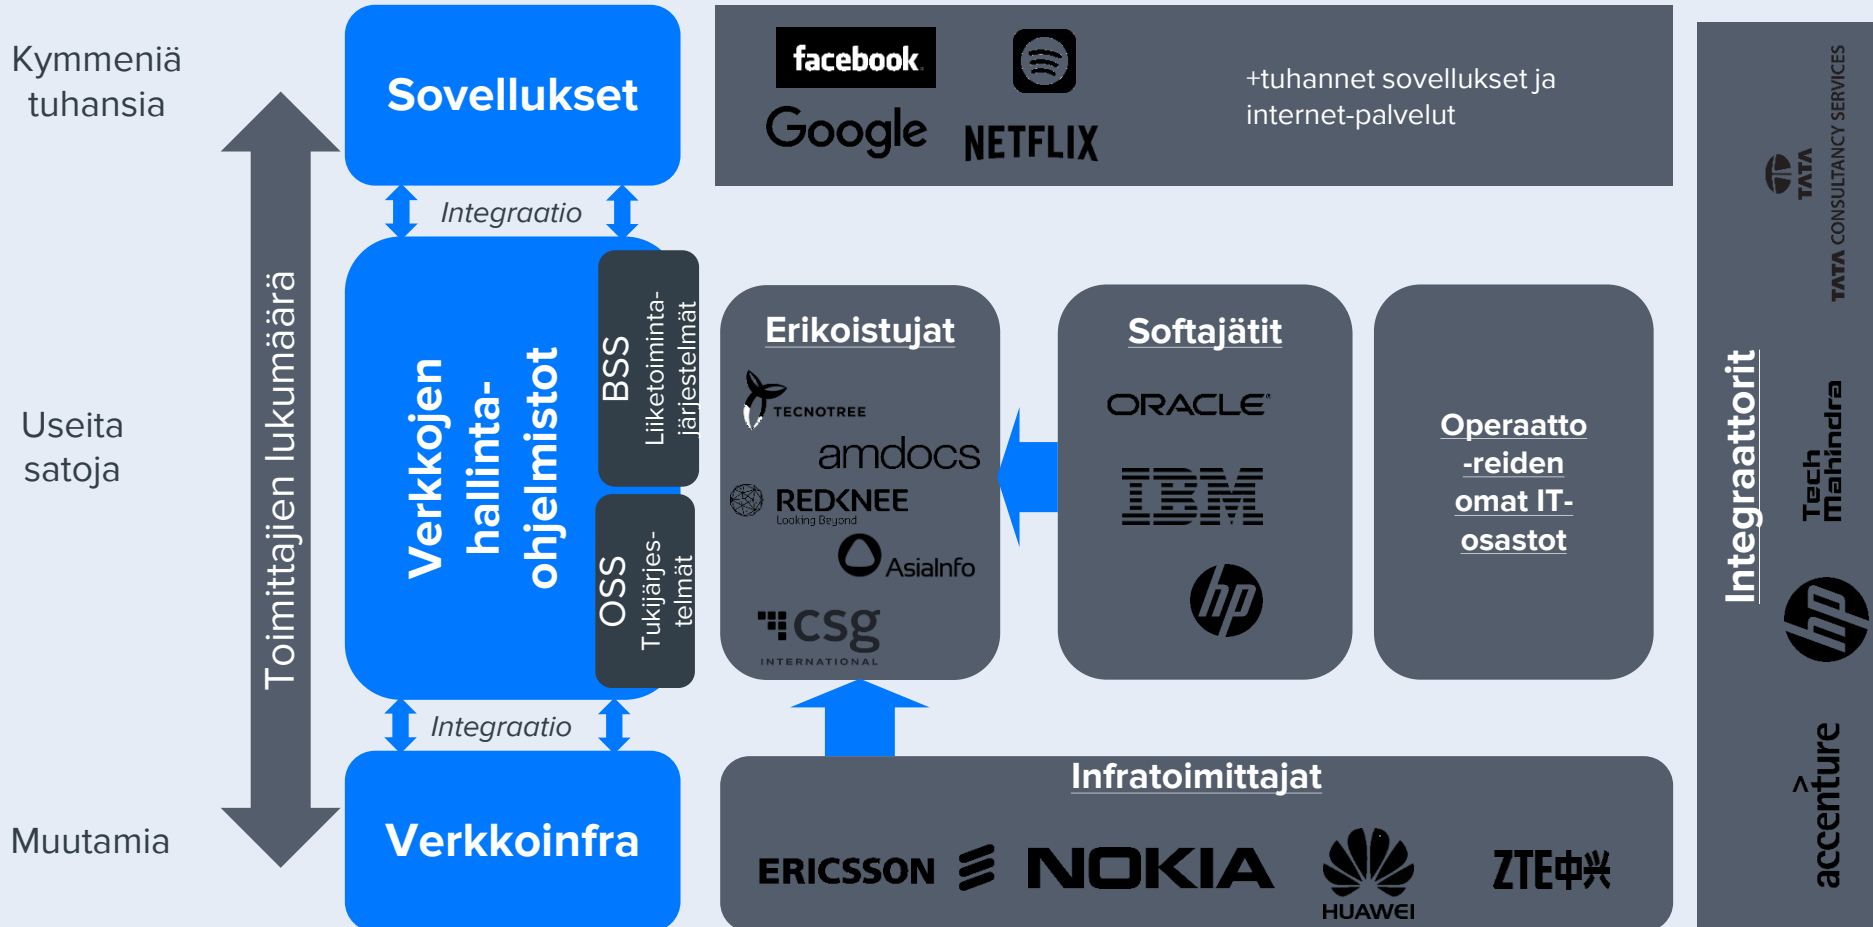 Kymmeniä
tuhansia
Useita
satoja
Muutamia
Toimittajien lukumäärä
Sovellukset
Integraatio
Verkkojen
hallinta-
ohjelmistot
BSS
Liiketoiminta-
järjestelmät
OSS
Tukijärjes-
telmät
Integraatio
Verkkoinfra
facebook
Google
NETFLIX
+tuhannet sovellukset ja
internet-palvelut
Erikoistujat
TECNOTREE
amdocs
REDKNEE
Looking Beyond
AsiaInfo
csg
INTERNATIONAL
Softajätit
ORACLE
IBM
hp
Operaatto
-reiden
omat IT-
osastot
Infratoimittajat
ERICSSON
NOKIA
HUAWEI
ZTE中兴
Integraattorit
TATA
TATA CONSULTANCY SERVICES
Tech
Mahindra
hp
accenture